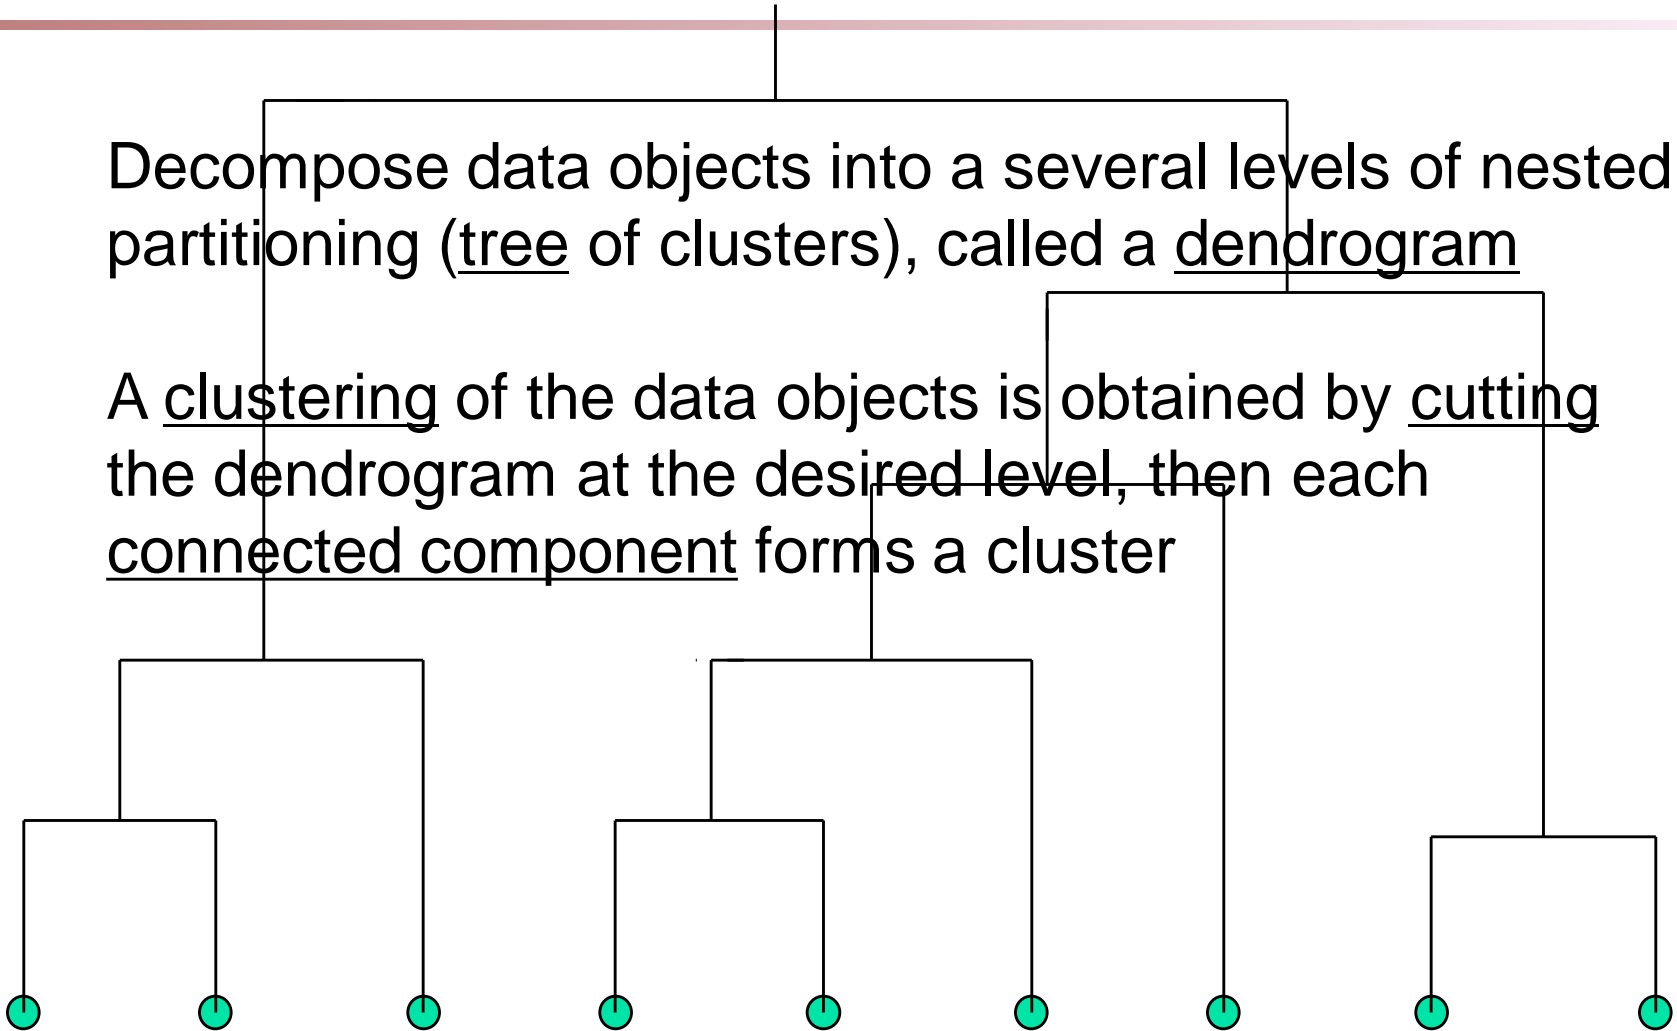 Decompose data objects into a several levels of nested
partitioning (tree of clusters), called a dendrogram
A clustering of the data objects is obtained by cutting
the dendrogram at the desired level, then each
connected component forms a cluster